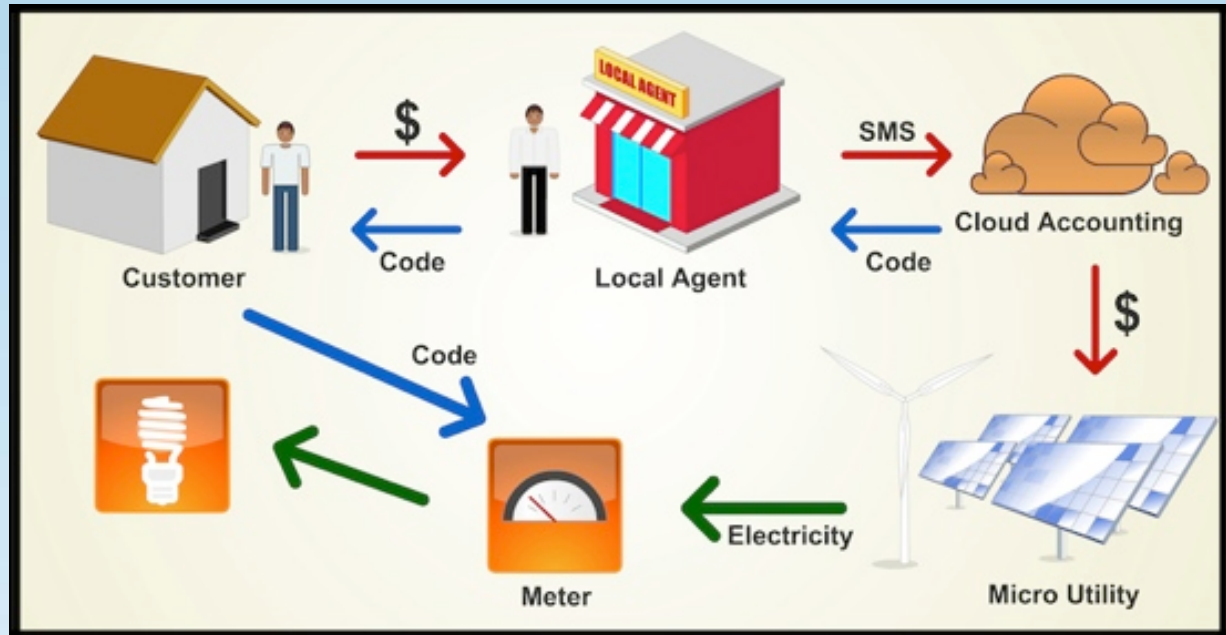 LOCAL AGENT
$
SMS
Cloud Accounting
Code
Code
Customer
Local Agent
$
Code
Electricity
Meter
Micro Utility